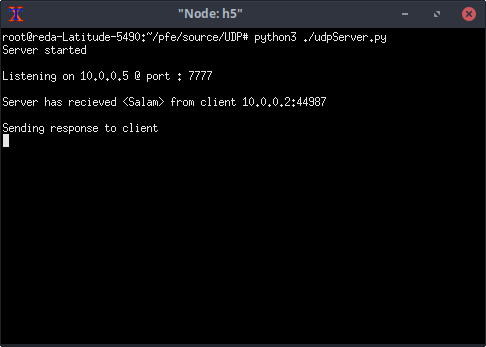 "Node: h5"
root@reda-Latitude-5490:~/pfe/source/UDP# python3 ./udpServer.py
Server started
Listening on 10.0.0.5 @ port : 7777
Server has recieved <Salam> from client 10.0.0.2:44987
Sending response to client